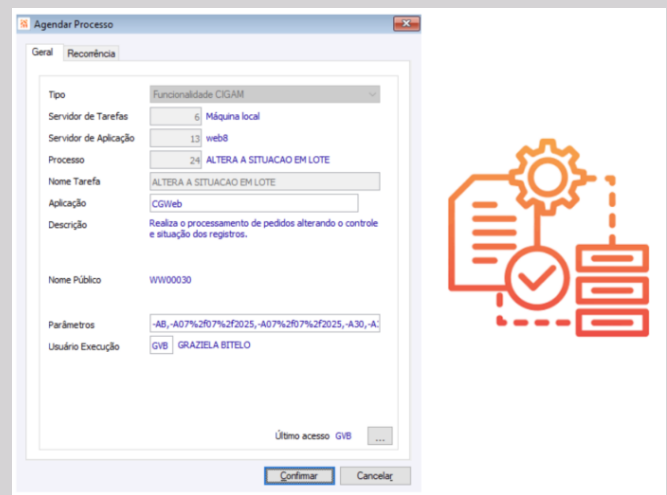 Agendar Processo
Geral Recorrência
Tipo Funcionalidade CIGAM
Servidor de Tarefas 6 Máquina local
Servidor de Aplicação 13 web8
Processo 24 ALTERA A SITUACAO EM LOTE
Nome Tarefa ALTERA A SITUACAO EM LOTE
Aplicação CGWeb
Descrição Realiza o processamento de pedidos alterando o controle
e situação dos registros.
Nome Público WW00030
Parâmetros -AB,-A07%2f07%2f2025,-A07%2f07%2f2025,-A30,-A
Usuário Execução GVB GRAZIELA BITELO
Último acesso GVB ...
Confirmar Cancelar